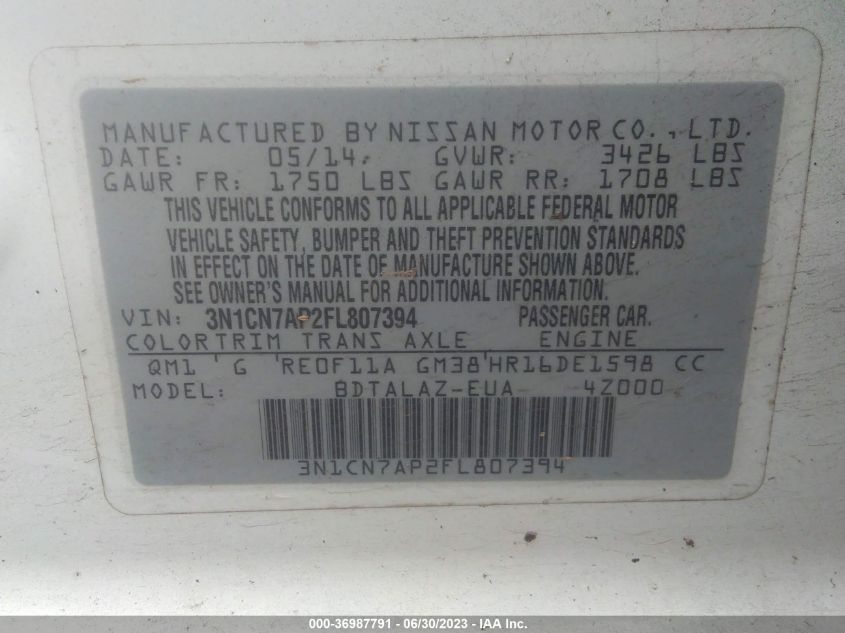 MANUFACTURED BY NISSAN MOTOR CO., LTD.
DATE: 05/14 GVWR: 3426 LBS
GAWR FR: 1750 LBS GAWR RR: 1708 LBS
THIS VEHICLE CONFORMS TO ALL APPLICABLE FEDERAL MOTOR
VEHICLE SAFETY, BUMPER AND THEFT PREVENTION STANDARDS
IN EFFECT ON THE DATE OF MANUFACTURE SHOWN ABOVE.
SEE OWNER'S MANUAL FOR ADDITIONAL INFORMATION.
VIN: 3N1CN7AP2FL807394 PASSENGER CAR.
COLOR TRIM TRANS AXLE ENGINE
QM1 G RE0F11A GM38 HR16DE1598 CC
MODEL: BDTALAZ-EUA 4Z000
3N1CN7AP2FL807394
000-36987791 - 06/30/2023 - IAA Inc.